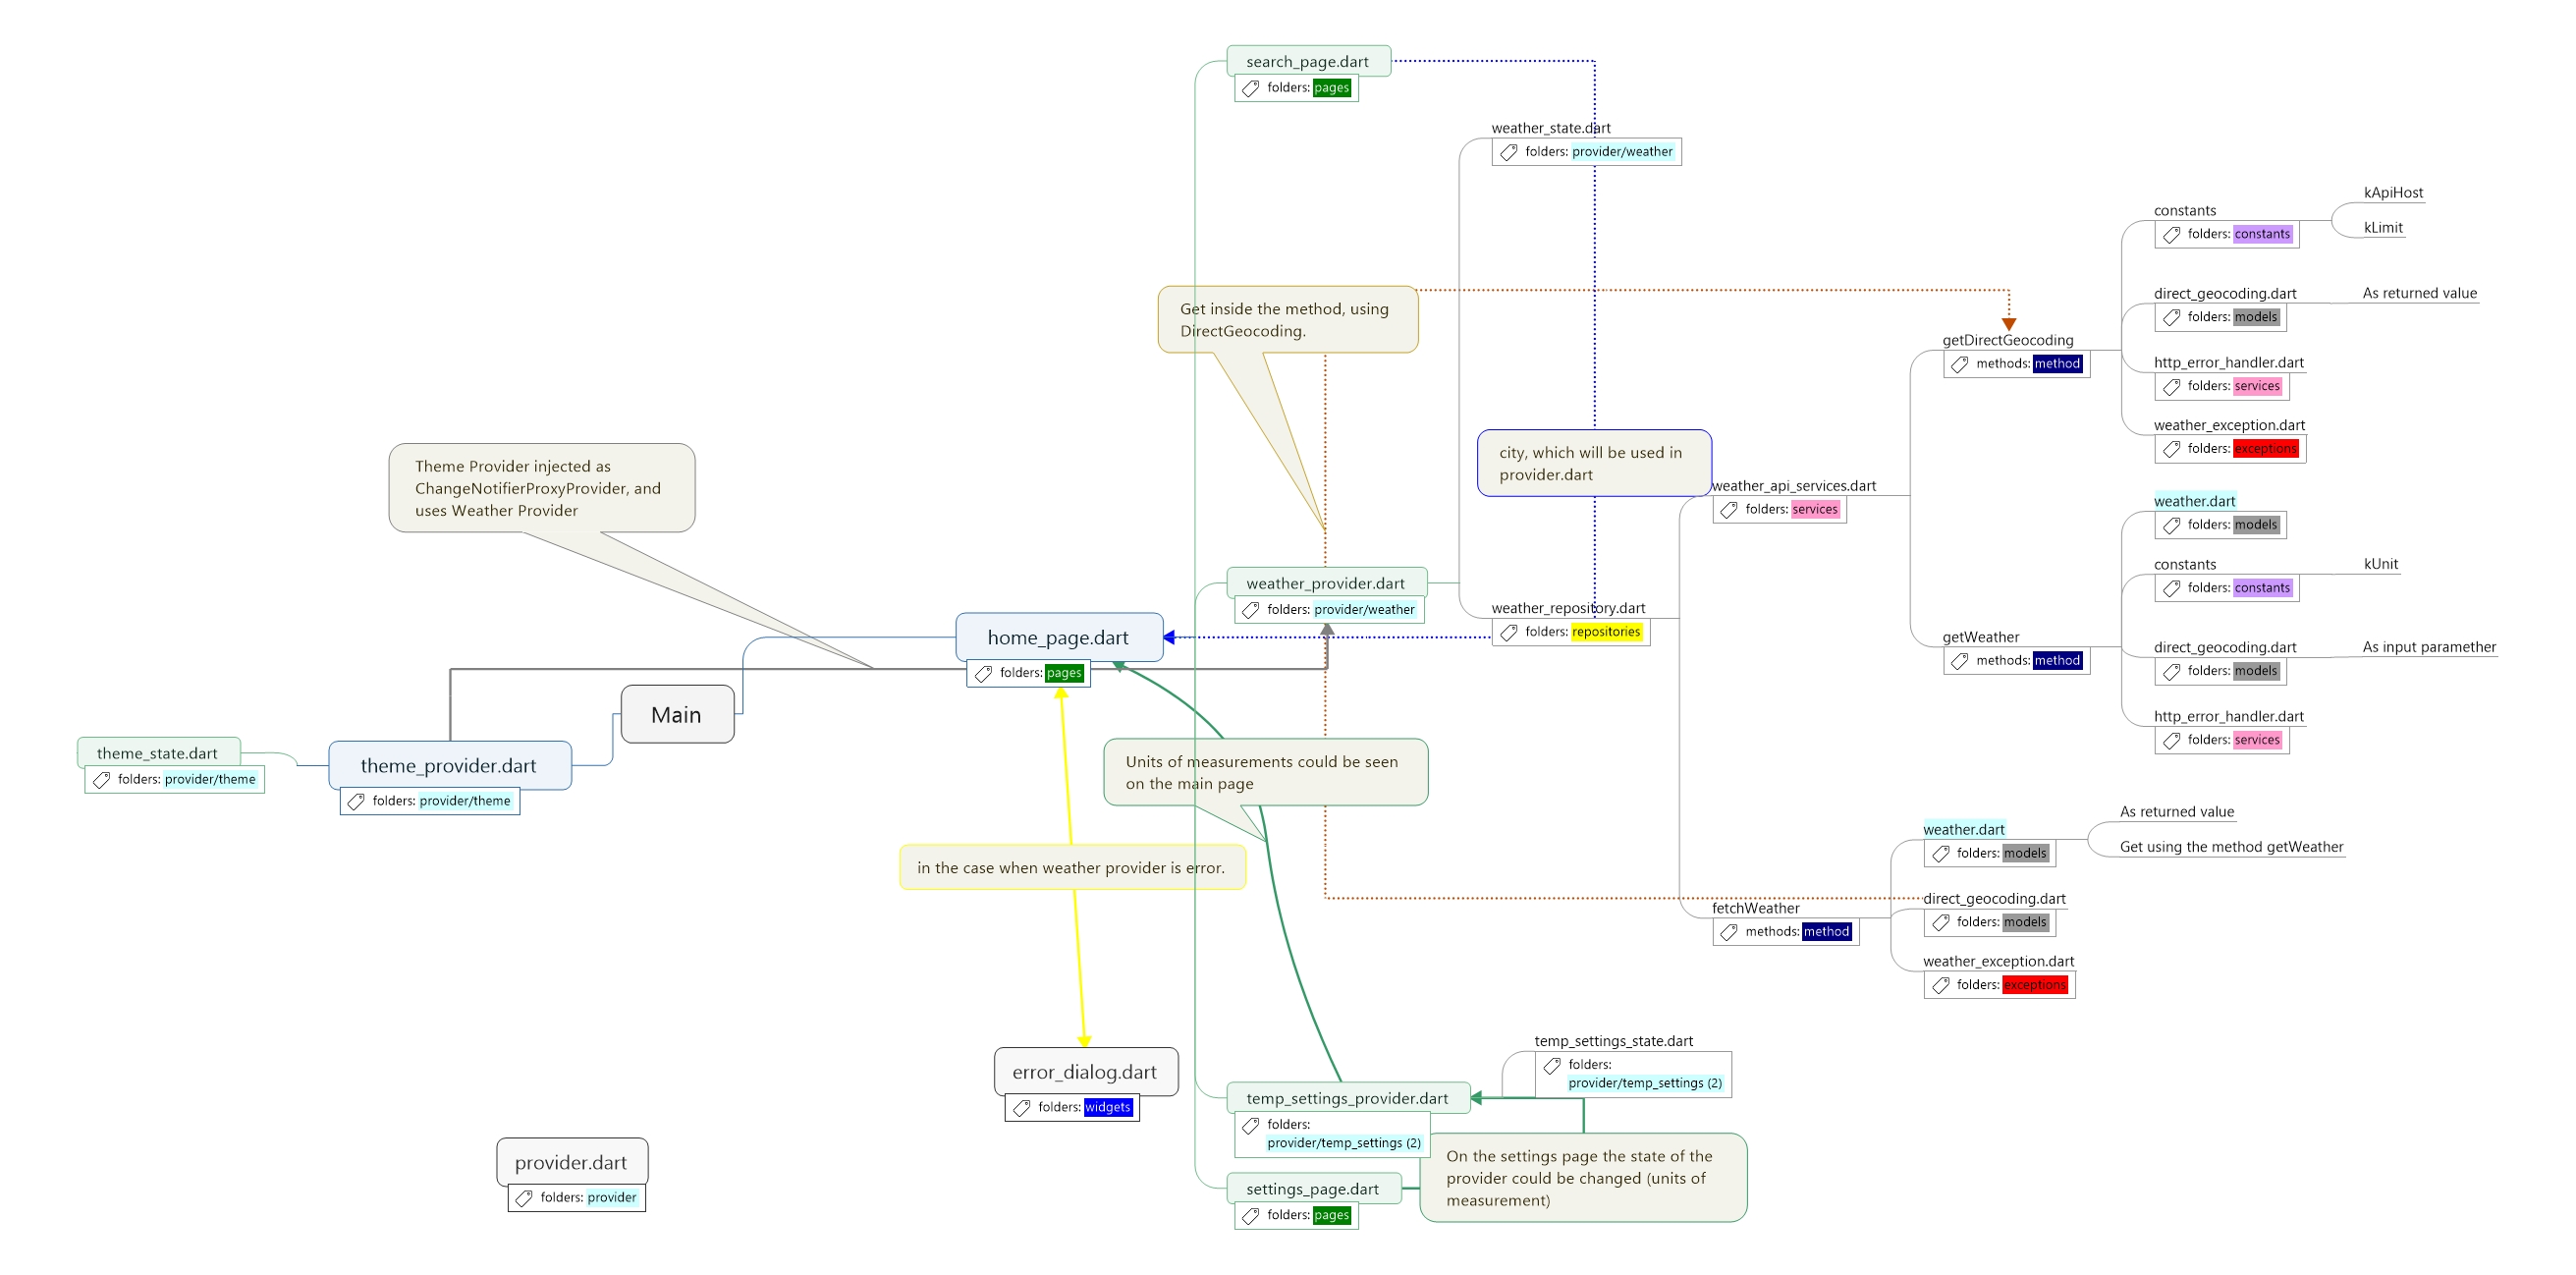 search_page.dart
folders: pages
weather_state.dart
folders: provider/weather
kApiHost
constants
folders: constants
kLimit
Get inside the method, using
DirectGeocoding.
direct_geocoding.dart
folders: models
As returned value
getDirectGeocoding
methods: method
http_error_handler.dart
folders: services
weather_exception.dart
folders: exceptions
Theme Provider injected as
ChangeNotifierProxyProvider, and
uses Weather Provider
city, which will be used in
provider.dart
weather_api_services.dart
folders: services
weather.dart
folders: models
constants
folders: constants
kUnit
weather_provider.dart
folders: provider/weather
weather_repository.dart
folders: repositories
home_page.dart
folders: pages
getWeather
methods: method
direct_geocoding.dart
folders: models
As input paramether
http_error_handler.dart
folders: services
Main
theme_state.dart
folders: provider/theme
theme_provider.dart
folders: provider/theme
Units of measurements could be seen
on the main page
As returned value
weather.dart
folders: models
Get using the method getWeather
in the case when weather provider is error.
fetchWeather
methods: method
direct_geocoding.dart
folders: models
weather_exception.dart
folders: exceptions
temp_settings_state.dart
folders:
provider/temp_settings (2)
error_dialog.dart
folders: widgets
temp_settings_provider.dart
folders:
provider/temp_settings (2)
On the settings page the state of the
provider could be changed (units of
measurement)
provider.dart
folders: provider
settings_page.dart
folders: pages